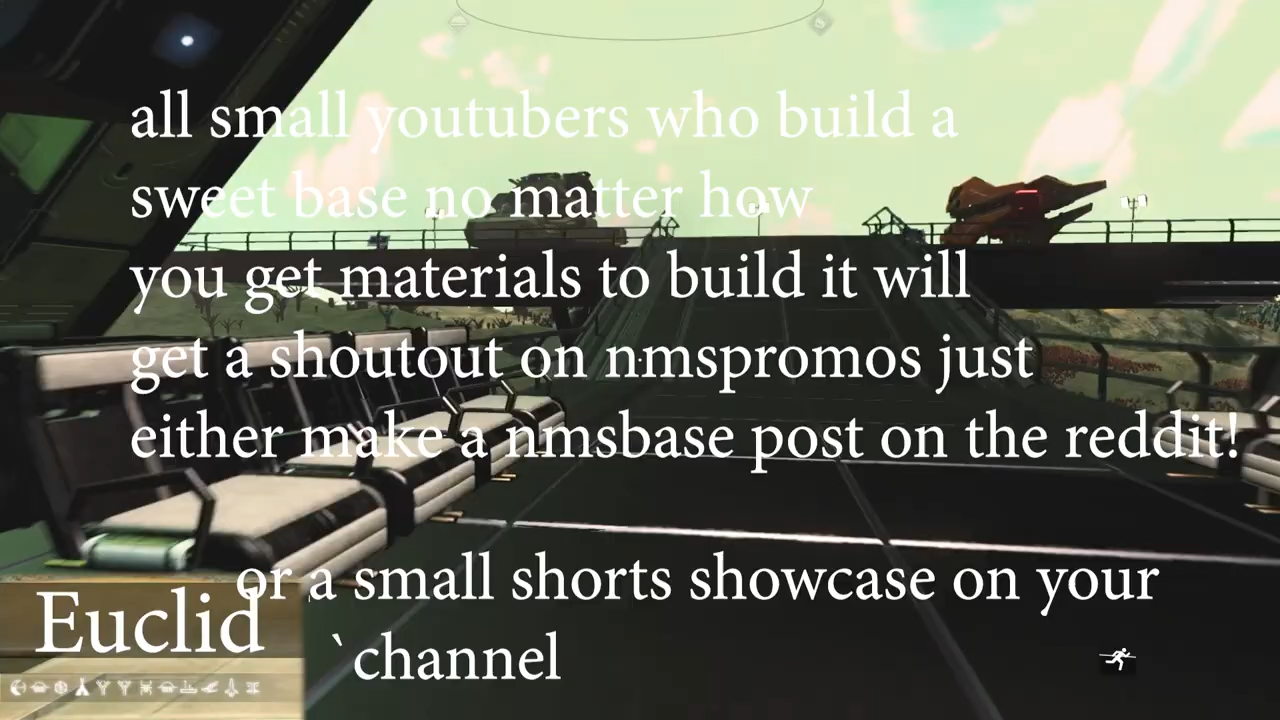 all small youtubers who build a
sweet base no matter how
you get materials to build it will
get a shoutout on nmspromos just
either make a nmsbase post on the reddit!
or a small shorts showcase on your
`channel
Euclid